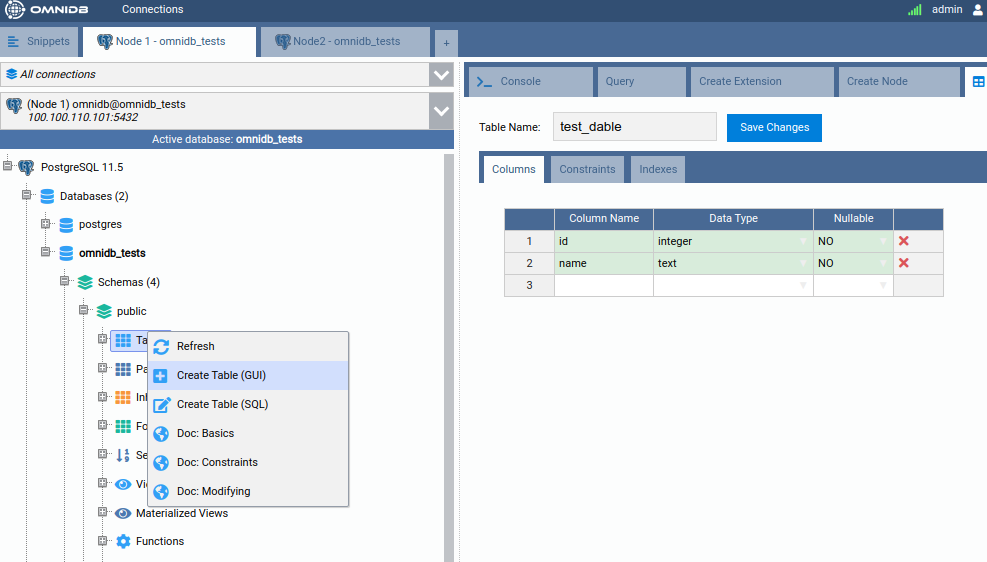 OMNIDB Connections admin
Snippets Node 1 - omnidb_tests Node2 - omnidb_tests +
All connections
(Node 1) omnidb@omnidb_tests
100.100.110.101:5432
Active database: omnidb_tests
PostgreSQL 11.5
Databases (2)
postgres
omnidb_tests
Schemas (4)
public
Ta
Pa
Inh
Fo
Se
Vi
Materialized Views
Functions
Refresh
Create Table (GUI)
Create Table (SQL)
Doc: Basics
Doc: Constraints
Doc: Modifying
Console Query Create Extension Create Node
Table Name: test_dable Save Changes
Columns Constraints Indexes
Column Name Data Type Nullable
1 id integer NO
2 name text NO
3